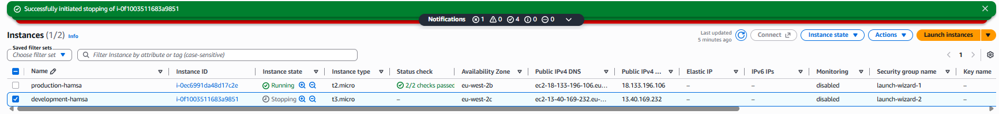 Successfully initiated stopping of i-0f1003511683a9851
Notifications 1 0 4 0 0
Instances (1/2) Info
Last updated
5 minutes ago
Connect
Instance state
Actions
Launch instances
Saved filter sets
Choose filter set
Filter Instance by attribute or tag (case-sensitive)
1
Name Instance ID Instance state Instance type Status check Availability Zone Public IPv4 DNS Public IPv4 ... Elastic IP IPv6 IPs Monitoring Security group name Key name
production-hamsa i-0ec6991da48d17c2e Running t2.micro 2/2 checks passec eu-west-2b ec2-18-133-196-106.eu-... 18.133.196.106 – – disabled launch-wizard-1 –
development-hamsa i-0f1003511683a9851 Stopping t3.micro – eu-west-2c ec2-13-40-169-232.eu-... 13.40.169.232 – – disabled launch-wizard-2 –